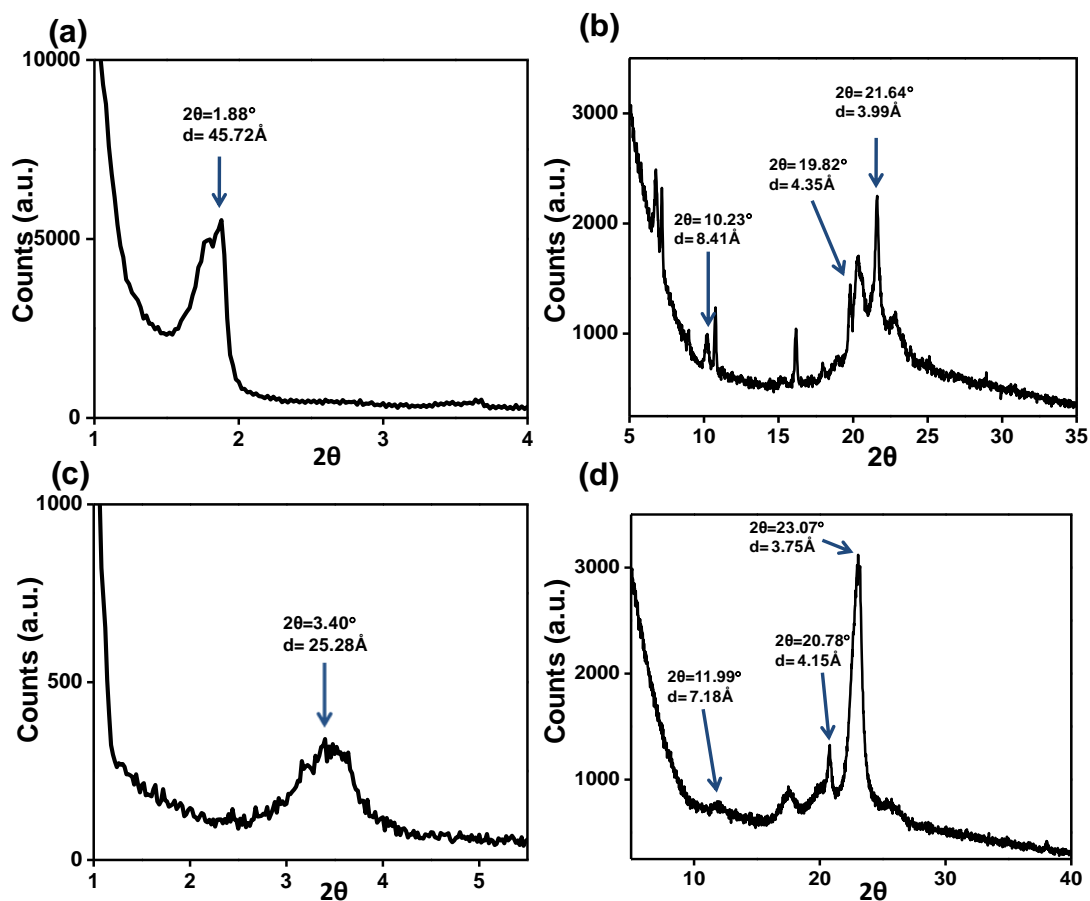 (a)
10000
5000
0
Counts (a.u.)
2θ=1.88°
d= 45.72Å
1 2 3 4
2θ
(b)
3000
2000
1000
Counts (a.u.)
2θ= 10.23°
d= 8.41Å
2θ= 19.82°
d= 4.35Å
2θ= 21.64°
d= 3.99Å
5 10 15 20 25 30 35
2θ
(c)
1000
500
0
Counts (a.u.)
2θ=3.40°
d= 25.28Å
1 2 3 4 5
2θ
(d)
3000
2000
1000
Counts (a.u.)
2θ=11.99°
d= 7.18Å
2θ=20.78°
d= 4.15Å
2θ=23.07°
d= 3.75Å
10 20 30 40
2θ